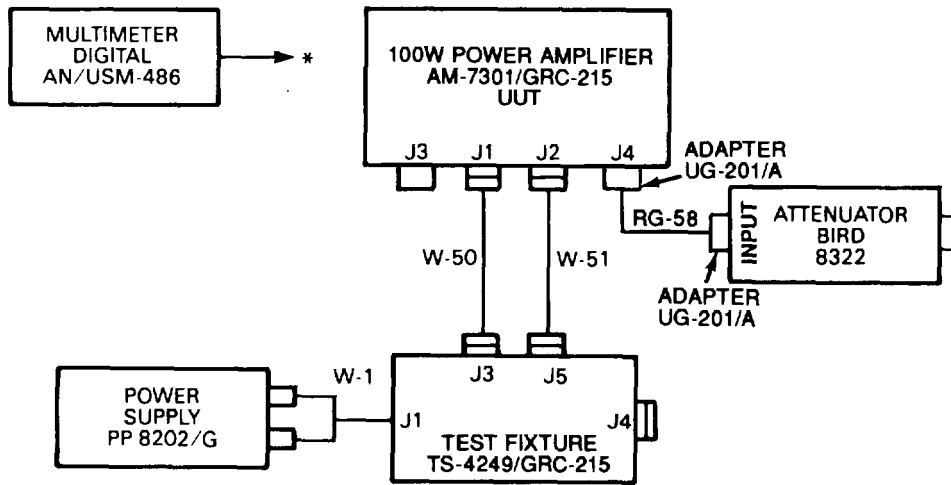 MULTIMETER
DIGITAL
AN/USM-486
*
100W POWER AMPLIFIER
AM-7301/GRC-215
UUT
J3 J1 J2 J4
ADAPTER
UG-201/A
RG-58
INPUT
ATTENUATOR
BIRD
8322
ADAPTER
UG-201/A
W-50 W-51
W-1
POWER
SUPPLY
PP 8202/G
J3 J5
J1 J4
TEST FIXTURE
TS-4249/GRC-215